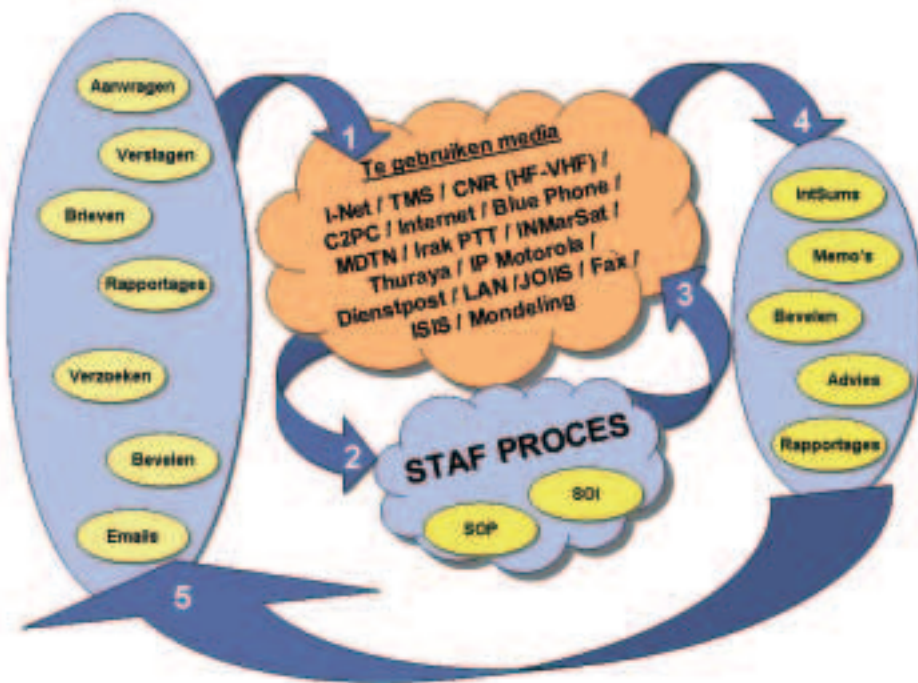 Aanvragen
Verslagen
Brieven
Rapportages
Verzoeken
Bevelen
Emails
1
Te gebruiken media
I-Net / TMS / CNR (HF-VHF) /
C2PC / Internet / Blue Phone /
MDTN / Irak PTT / INMarSat /
Thuraya / IP Motorola /
Dienstpost / LAN /JOIIS / Fax /
ISIS / Mondeling
2
STAF PROCES
SOI
SOP
3
4
IntSums
Memo's
Bevelen
Advies
Rapportages
5